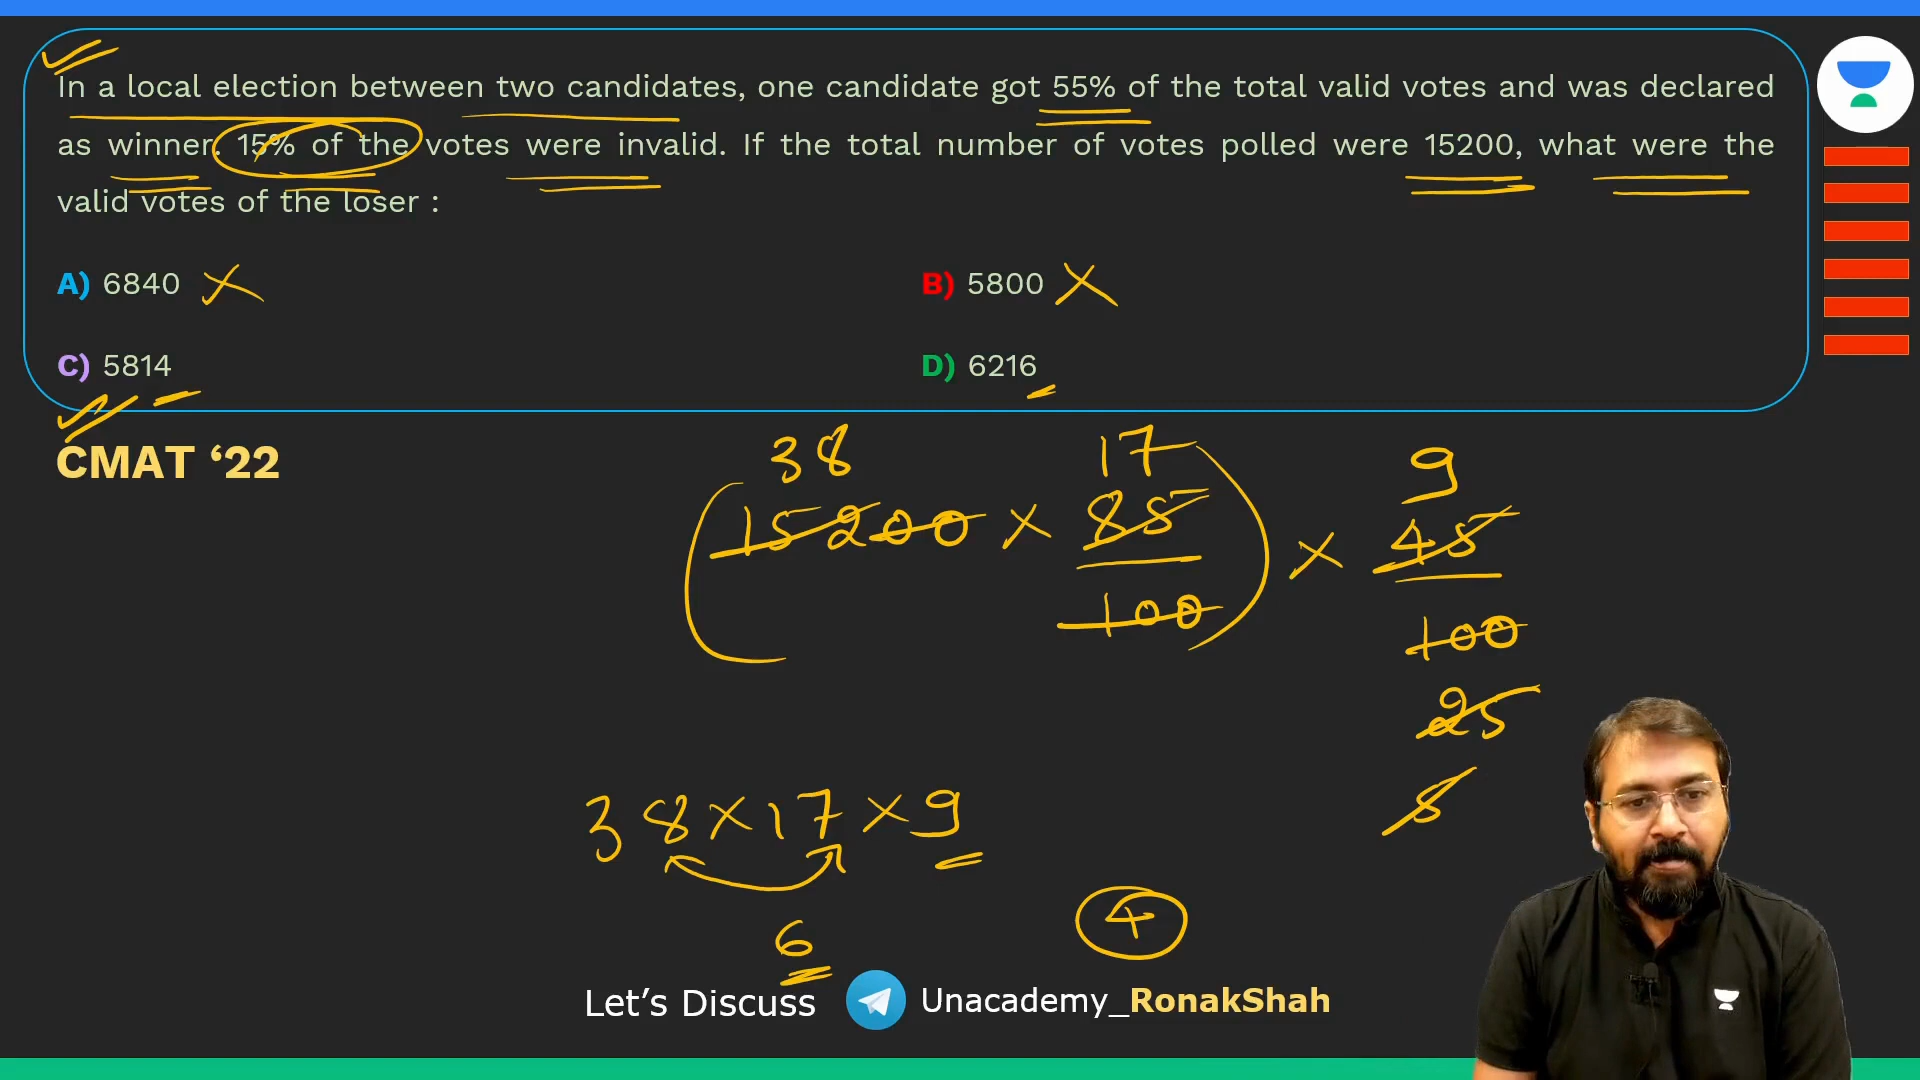 In a local election between two candidates, one candidate got 55% of the total valid votes and was declared
as winner. 15% of the votes were invalid. If the total number of votes polled were 15200, what were the
valid votes of the loser :
A) 6840
B) 5800
C) 5814
D) 6216
CMAT ‘22
38 17 9
(15200 × 85) × 45
100 100
25
5
38×17×9
6 4
Let’s Discuss Unacademy_RonakShah